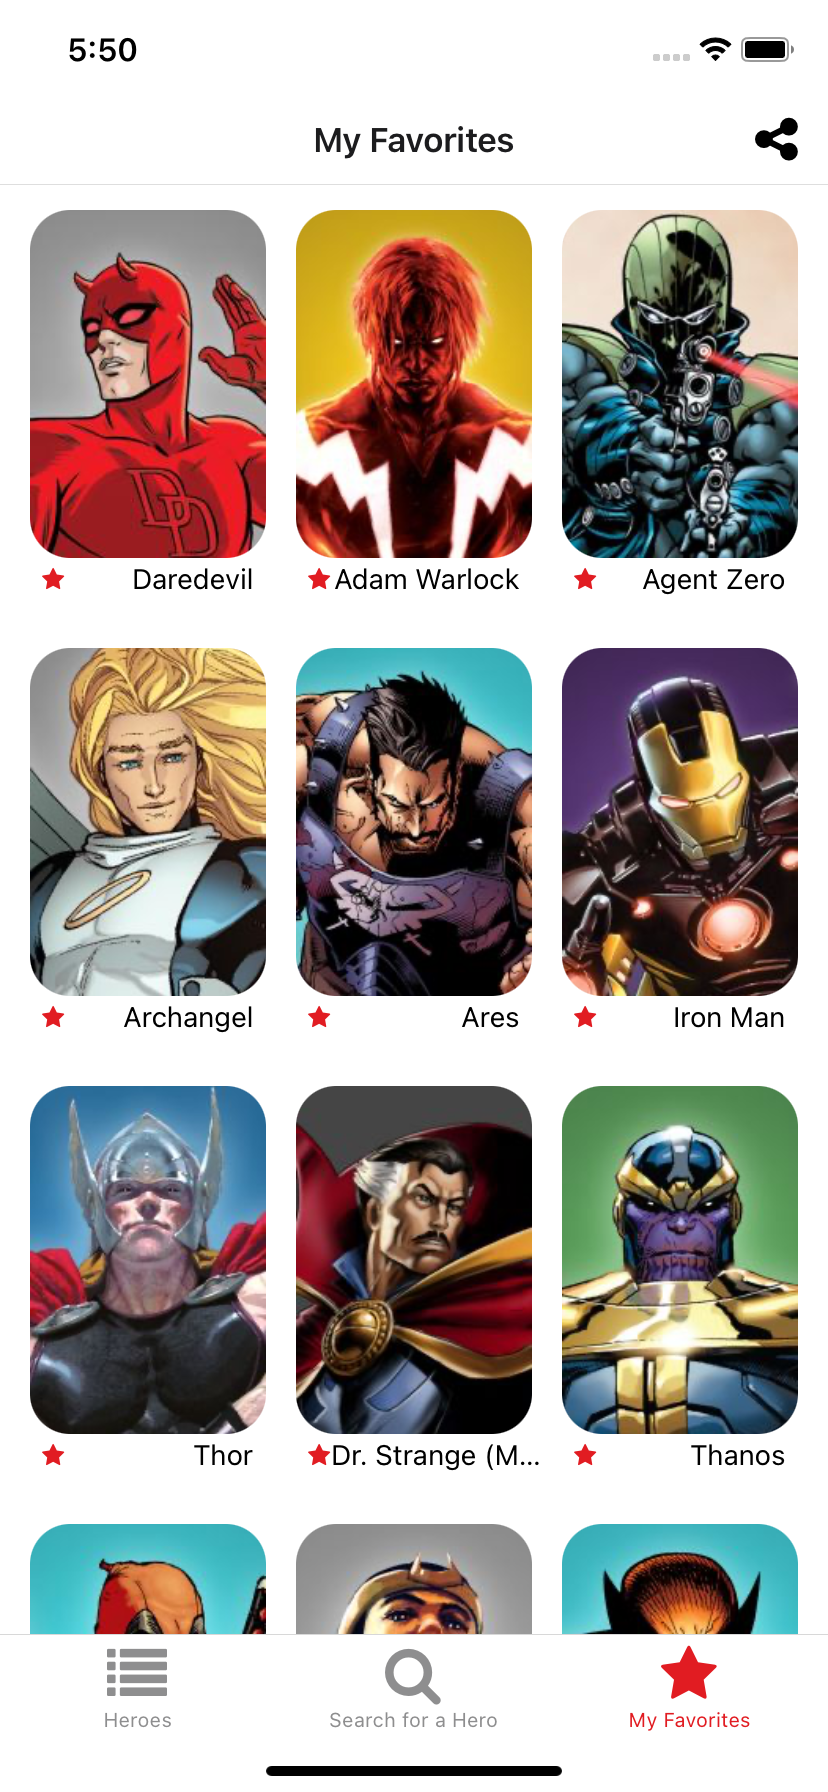 5:50
My Favorites
DD
Daredevil
Adam Warlock
Agent Zero
Archangel
Ares
Iron Man
Thor
Dr. Strange (M...
Thanos
Heroes
Search for a Hero
My Favorites